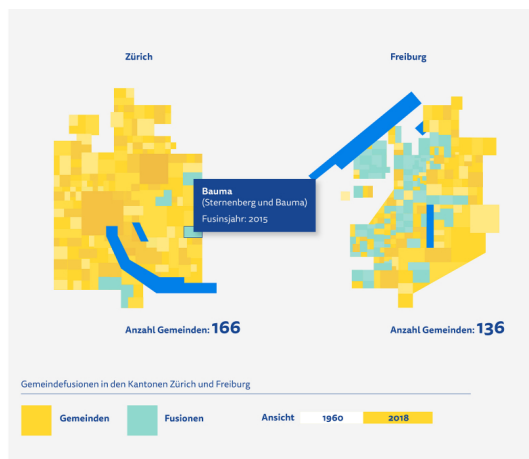 Zürich
Freiburg
Bauma
(Sternenberg und Bauma)
Fusinsjahr: 2015
Anzahl Gemeinden: 166
Anzahl Gemeinden: 136
Gemeindefusionen in den Kantonen Zürich und Freiburg
Gemeinden
Fusionen
Ansicht
1960
2018